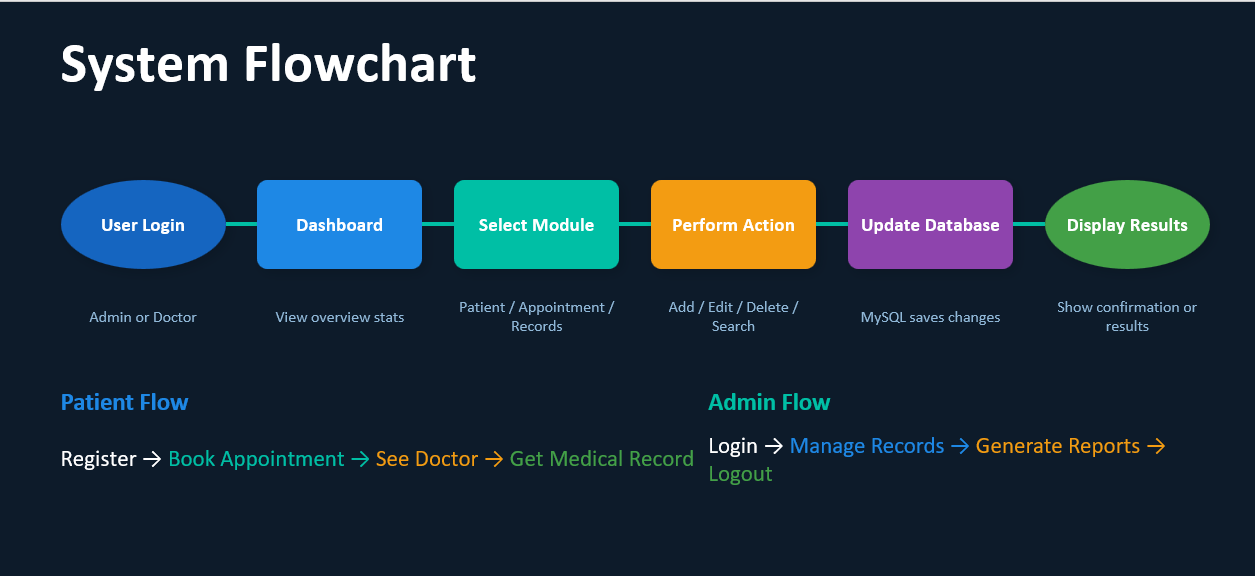 System Flowchart
User Login
Dashboard
Select Module
Perform Action
Update Database
Display Results
Admin or Doctor
View overview stats
Patient / Appointment /
Records
Add / Edit / Delete /
Search
MySQL saves changes
Show confirmation or
results
Patient Flow
Register → Book Appointment → See Doctor → Get Medical Record
Admin Flow
Login → Manage Records → Generate Reports →
Logout